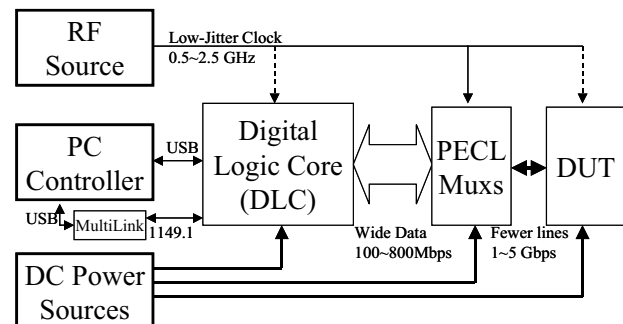 RF
Source
Low-Jitter Clock
0.5~2.5 GHz
PC
Controller
USB
Digital
Logic Core
(DLC)
PECL
Muxs
DUT
USB
MultiLink
1149.1
Wide Data
100~800Mbps
Fewer lines
1~5 Gbps
DC Power
Sources